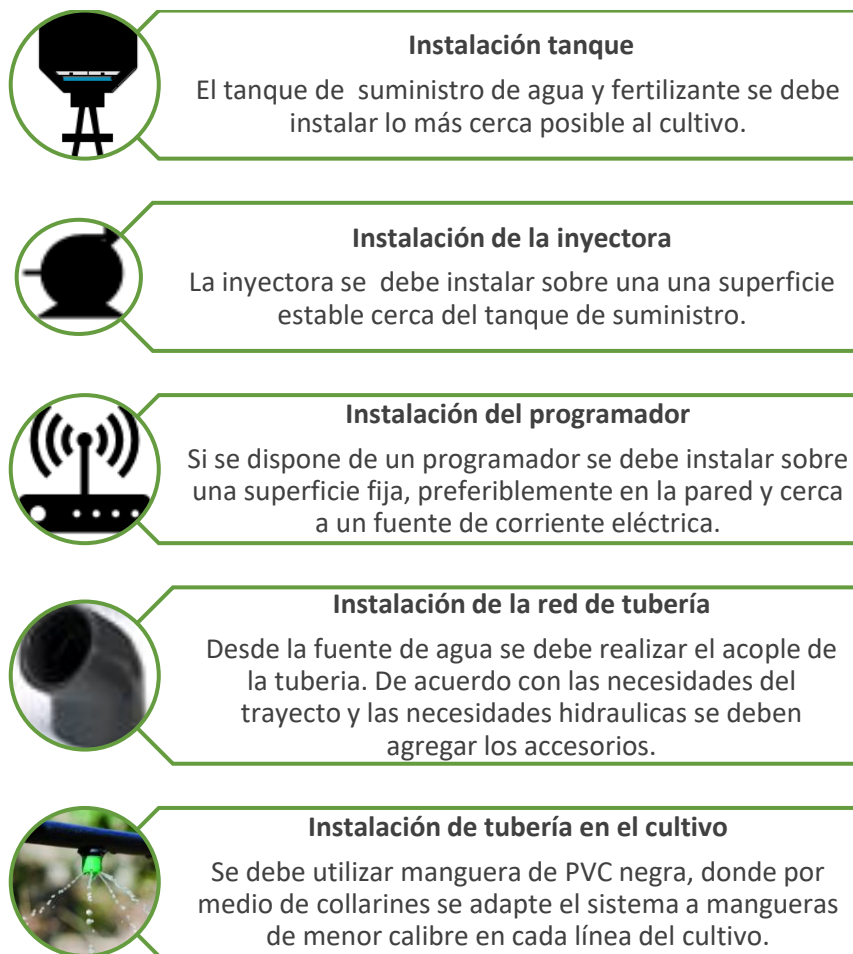 Instalación tanque
El tanque de suministro de agua y fertilizante se debe
instalar lo más cerca posible al cultivo.
Instalación de la inyectora
La inyectora se debe instalar sobre una una superficie
estable cerca del tanque de suministro.
Instalación del programador
Si se dispone de un programador se debe instalar sobre
una superficie fija, preferiblemente en la pared y cerca
a un fuente de corriente eléctrica.
Instalación de la red de tubería
Desde la fuente de agua se debe realizar el acople de
la tuberia. De acuerdo con las necesidades del
trayecto y las necesidades hidraulicas se deben
agregar los accesorios.
Instalación de tubería en el cultivo
Se debe utilizar manguera de PVC negra, donde por
medio de collarines se adapte el sistema a mangueras
de menor calibre en cada línea del cultivo.